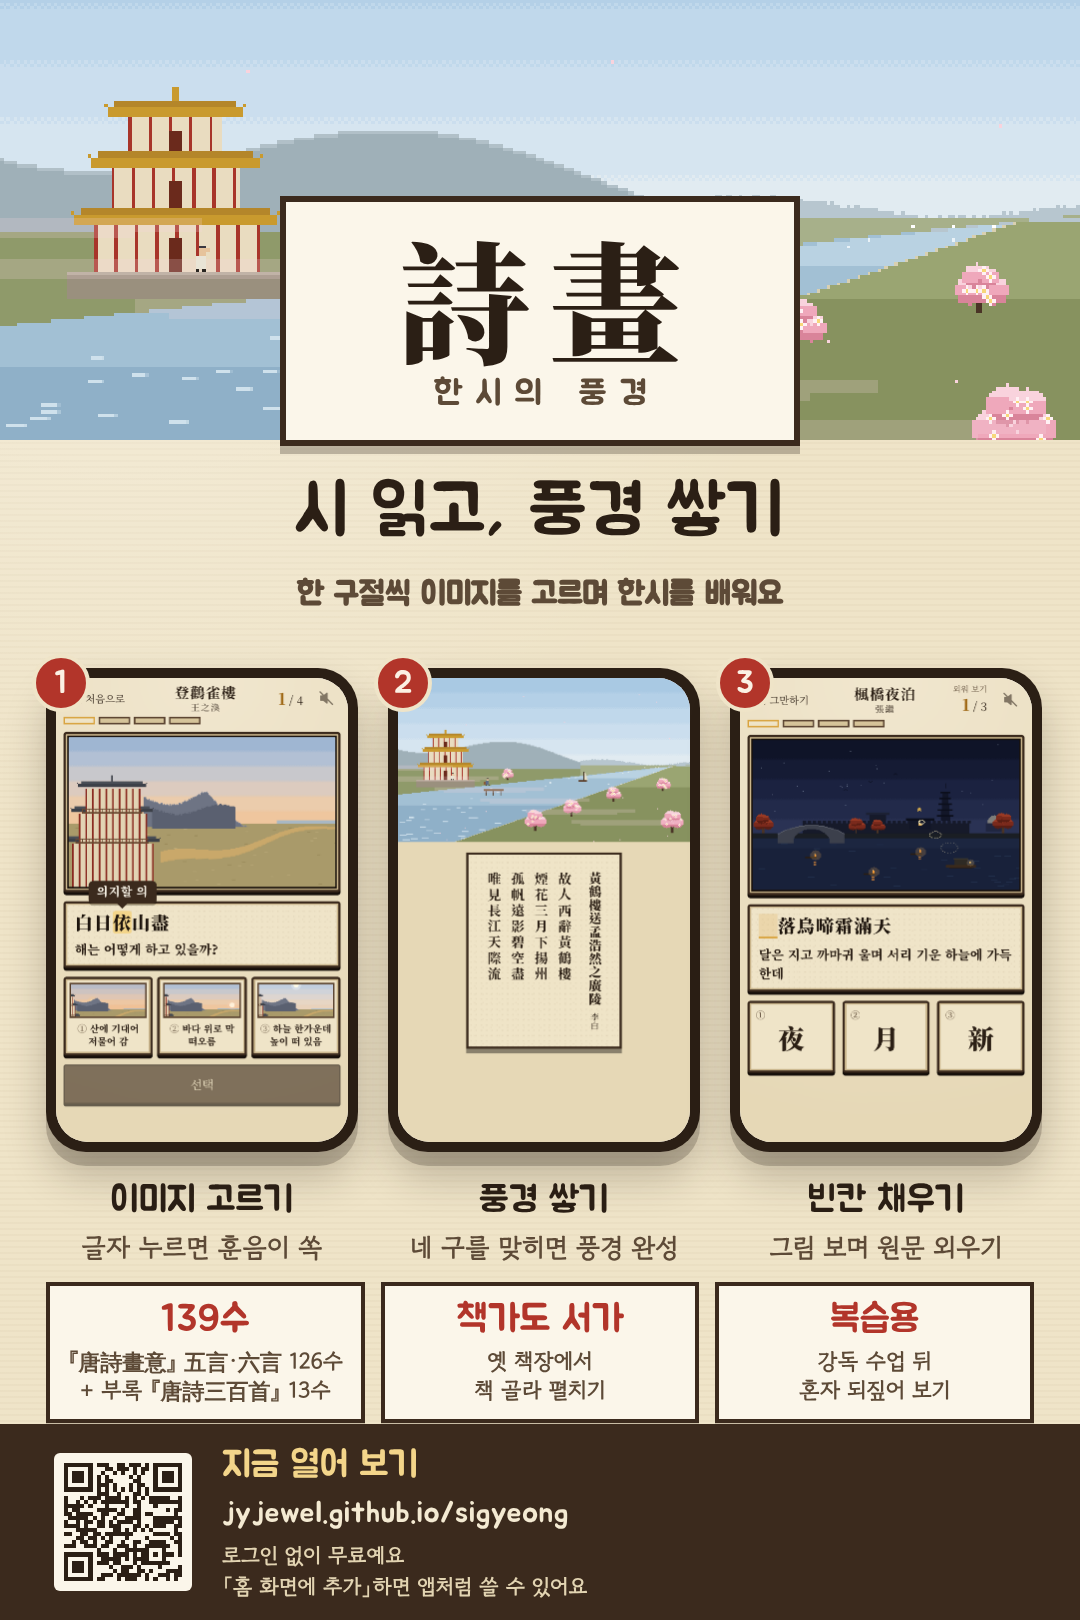 詩畫
한시의 풍경
시 읽고, 풍경 쌓기
한 구절씩 이미지를 고르며 한시를 배워요
1
처음으로
登鸛雀樓
王之渙
1 / 4
의지할 의
白日依山盡
해는 어떻게 하고 있을까?
① 산에 기대어
저물어 감
② 바다 위로 막
떠오름
③ 하늘 한가운데
높이 떠 있음
선택
2
黃鶴樓送孟浩然之廣陵 李白
故人西辭黃鶴樓
煙花三月下揚州
孤帆遠影碧空盡
唯見長江天際流
3
그만하기
楓橋夜泊
張繼
외워 보기
1 / 3
落烏啼霜滿天
달은 지고 까마귀 울며 서리 기운 하늘에 가득
한데
① 夜
② 月
③ 新
이미지 고르기
글자 누르면 훈음이 쏙
풍경 쌓기
네 구를 맞히면 풍경 완성
빈칸 채우기
그림 보며 원문 외우기
139수
『唐詩畫意』 五言·六言 126수
+ 부록 『唐詩三百首』 13수
책가도 서가
옛 책장에서
책 골라 펼치기
복습용
강독 수업 뒤
혼자 되짚어 보기
지금 열어 보기
jyjewel.github.io/sigyeong
로그인 없이 무료예요
「홈 화면에 추가」하면 앱처럼 쓸 수 있어요